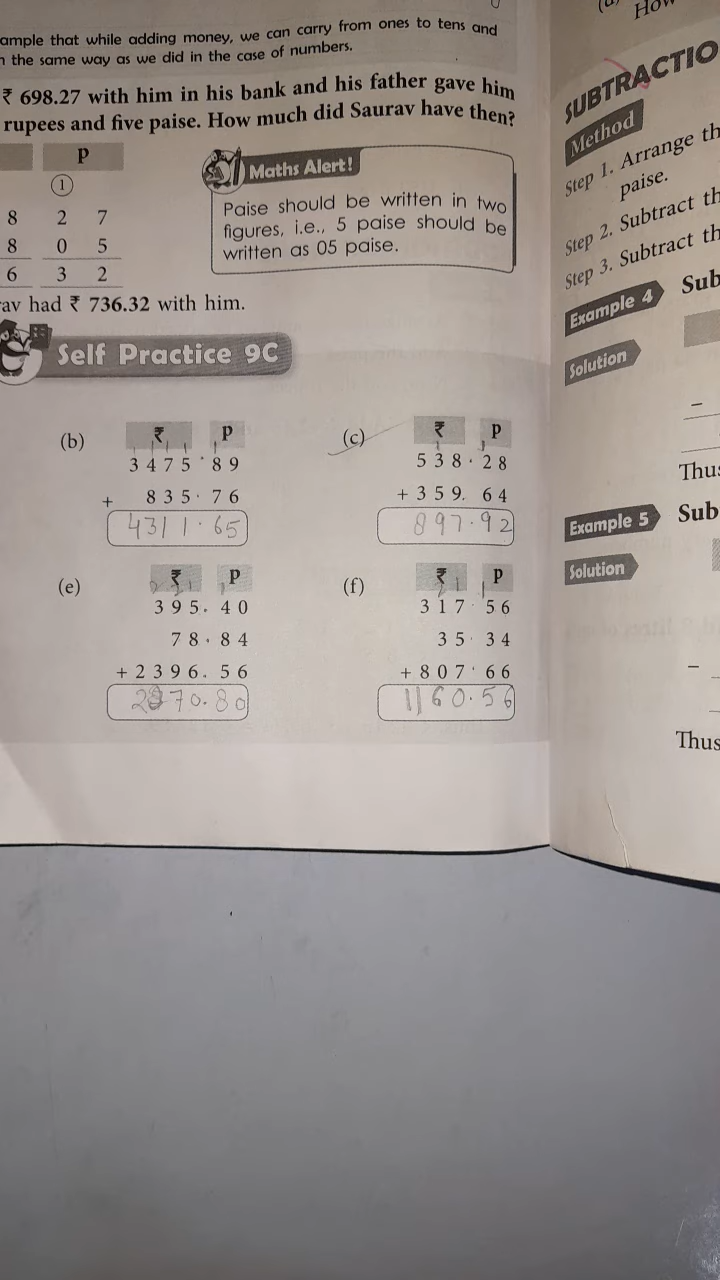 ample that while adding money, we can carry from ones to tens and
n the same way as we did in the case of numbers.
₹ 698.27 with him in his bank and his father gave him
rupees and five paise. How much did Saurav have then?
P
1
8 2 7
8 0 5
6 3 2
Maths Alert!
Paise should be written in two
figures, i.e., 5 paise should be
written as 05 paise.
av had ₹ 736.32 with him.
Self Practice 9C
(b) ₹ P
3 4 7 5 . 8 9
+ 8 3 5 . 7 6
4311.65
(c) ₹ P
5 3 8 . 2 8
+ 3 5 9 . 6 4
897.92
(e) ₹ P
3 9 5 . 4 0
7 8 . 8 4
+ 2 3 9 6 . 5 6
2870.80
(f) ₹ P
3 1 7 . 5 6
3 5 . 3 4
+ 8 0 7 . 6 6
1160.56
How
SUBTRACTIO
Method
Step 1. Arrange th
paise.
Step 2. Subtract th
Step 3. Subtract th
Example 4 Sub
Solution
–
Thus
Example 5 Sub
Solution
–
Thus